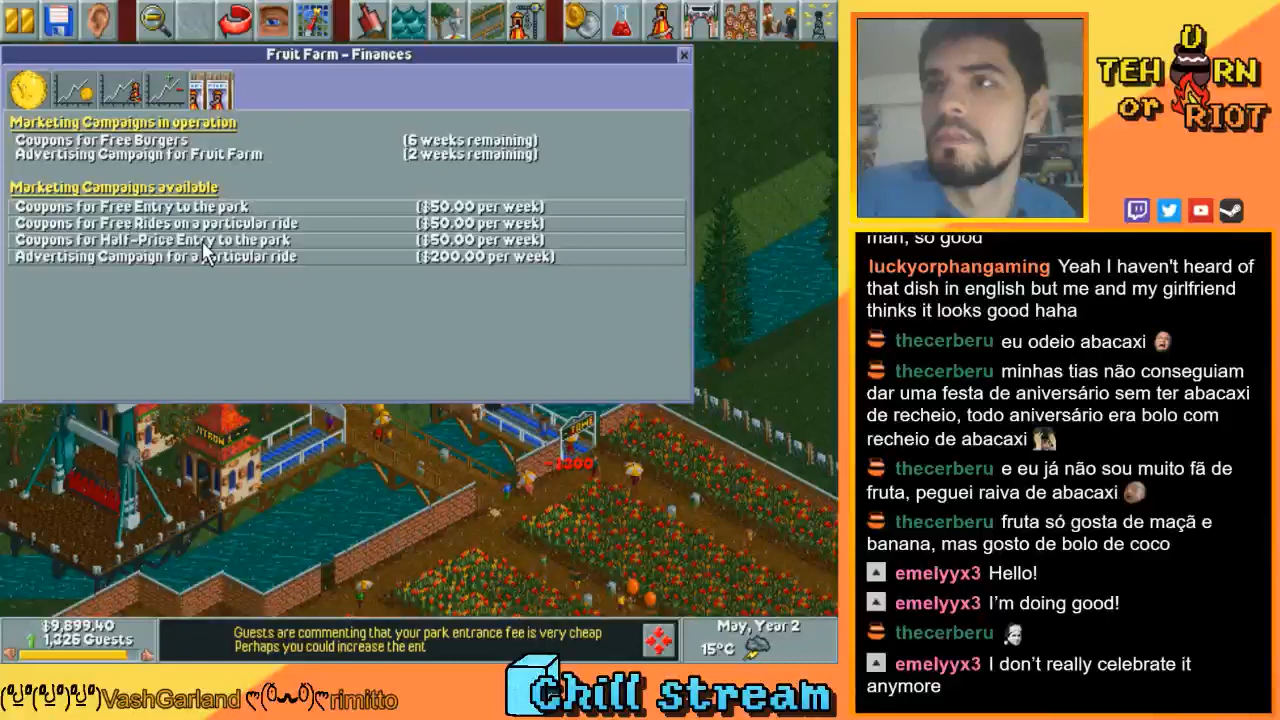 Fruit Farm - Finances
Marketing Campaigns in operation
Coupons for Free Burgers (6 weeks remaining)
Advertising Campaign for Fruit Farm (2 weeks remaining)
Marketing Campaigns available
Coupons for Free Entry to the park ($50.00 per week)
Coupons for Free Rides on a particular ride ($50.00 per week)
Coupons for Half-Price Entry to the park ($50.00 per week)
Advertising Campaign for a particular ride ($200.00 per week)
$9,899.40
1,326 Guests
Guests are commenting that your park entrance fee is very cheap
Perhaps you could increase the ent
May, Year 2
15°C
VashGarland
rimitto
Chill stream
TEH U RN
or RIOT
man, so good
luckyorphangaming Yeah I haven't heard of
that dish in english but me and my girlfriend
thinks it looks good haha
thecerberu eu odeio abacaxi
thecerberu minhas tias não conseguiam
dar uma festa de aniversário sem ter abacaxi
de recheio, todo aniversário era bolo com
recheio de abacaxi
thecerberu e eu já não sou muito fã de
fruta, peguei raiva de abacaxi
thecerberu fruta só gosta de maçã e
banana, mas gosto de bolo de coco
emelyyx3 Hello!
emelyyx3 I'm doing good!
thecerberu
emelyyx3 I don't really celebrate it
anymore